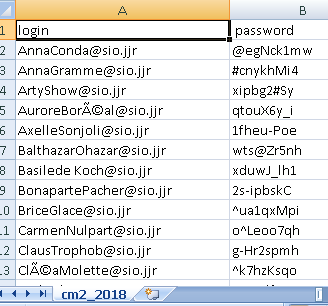 A B
1 login password
2 AnnaConda@sio.jjr @egNck1mw
3 AnnaGramme@sio.jjr #cnykhMi4
4 ArtyShow@sio.jjr xipbg2#Sy
5 AuroreBorÃ©al@sio.jjr qtouX6y_i
6 AxelleSonjoli@sio.jjr 1fheu-Poe
7 BalthazarOhazar@sio.jjr wts@Zr5nh
8 Basilede Koch@sio.jjr xduwJ_lh1
9 BonapartePacher@sio.jjr 2s-ipbskC
10 BriceGlace@sio.jjr ^ua1qxMpi
11 CarmenNulpart@sio.jjr o^Leoo7qh
12 ClausTrophob@sio.jjr g-Hr2spmh
13 ClÃ©aMolette@sio.jjr ^k7hzKsqo
cm2_2018